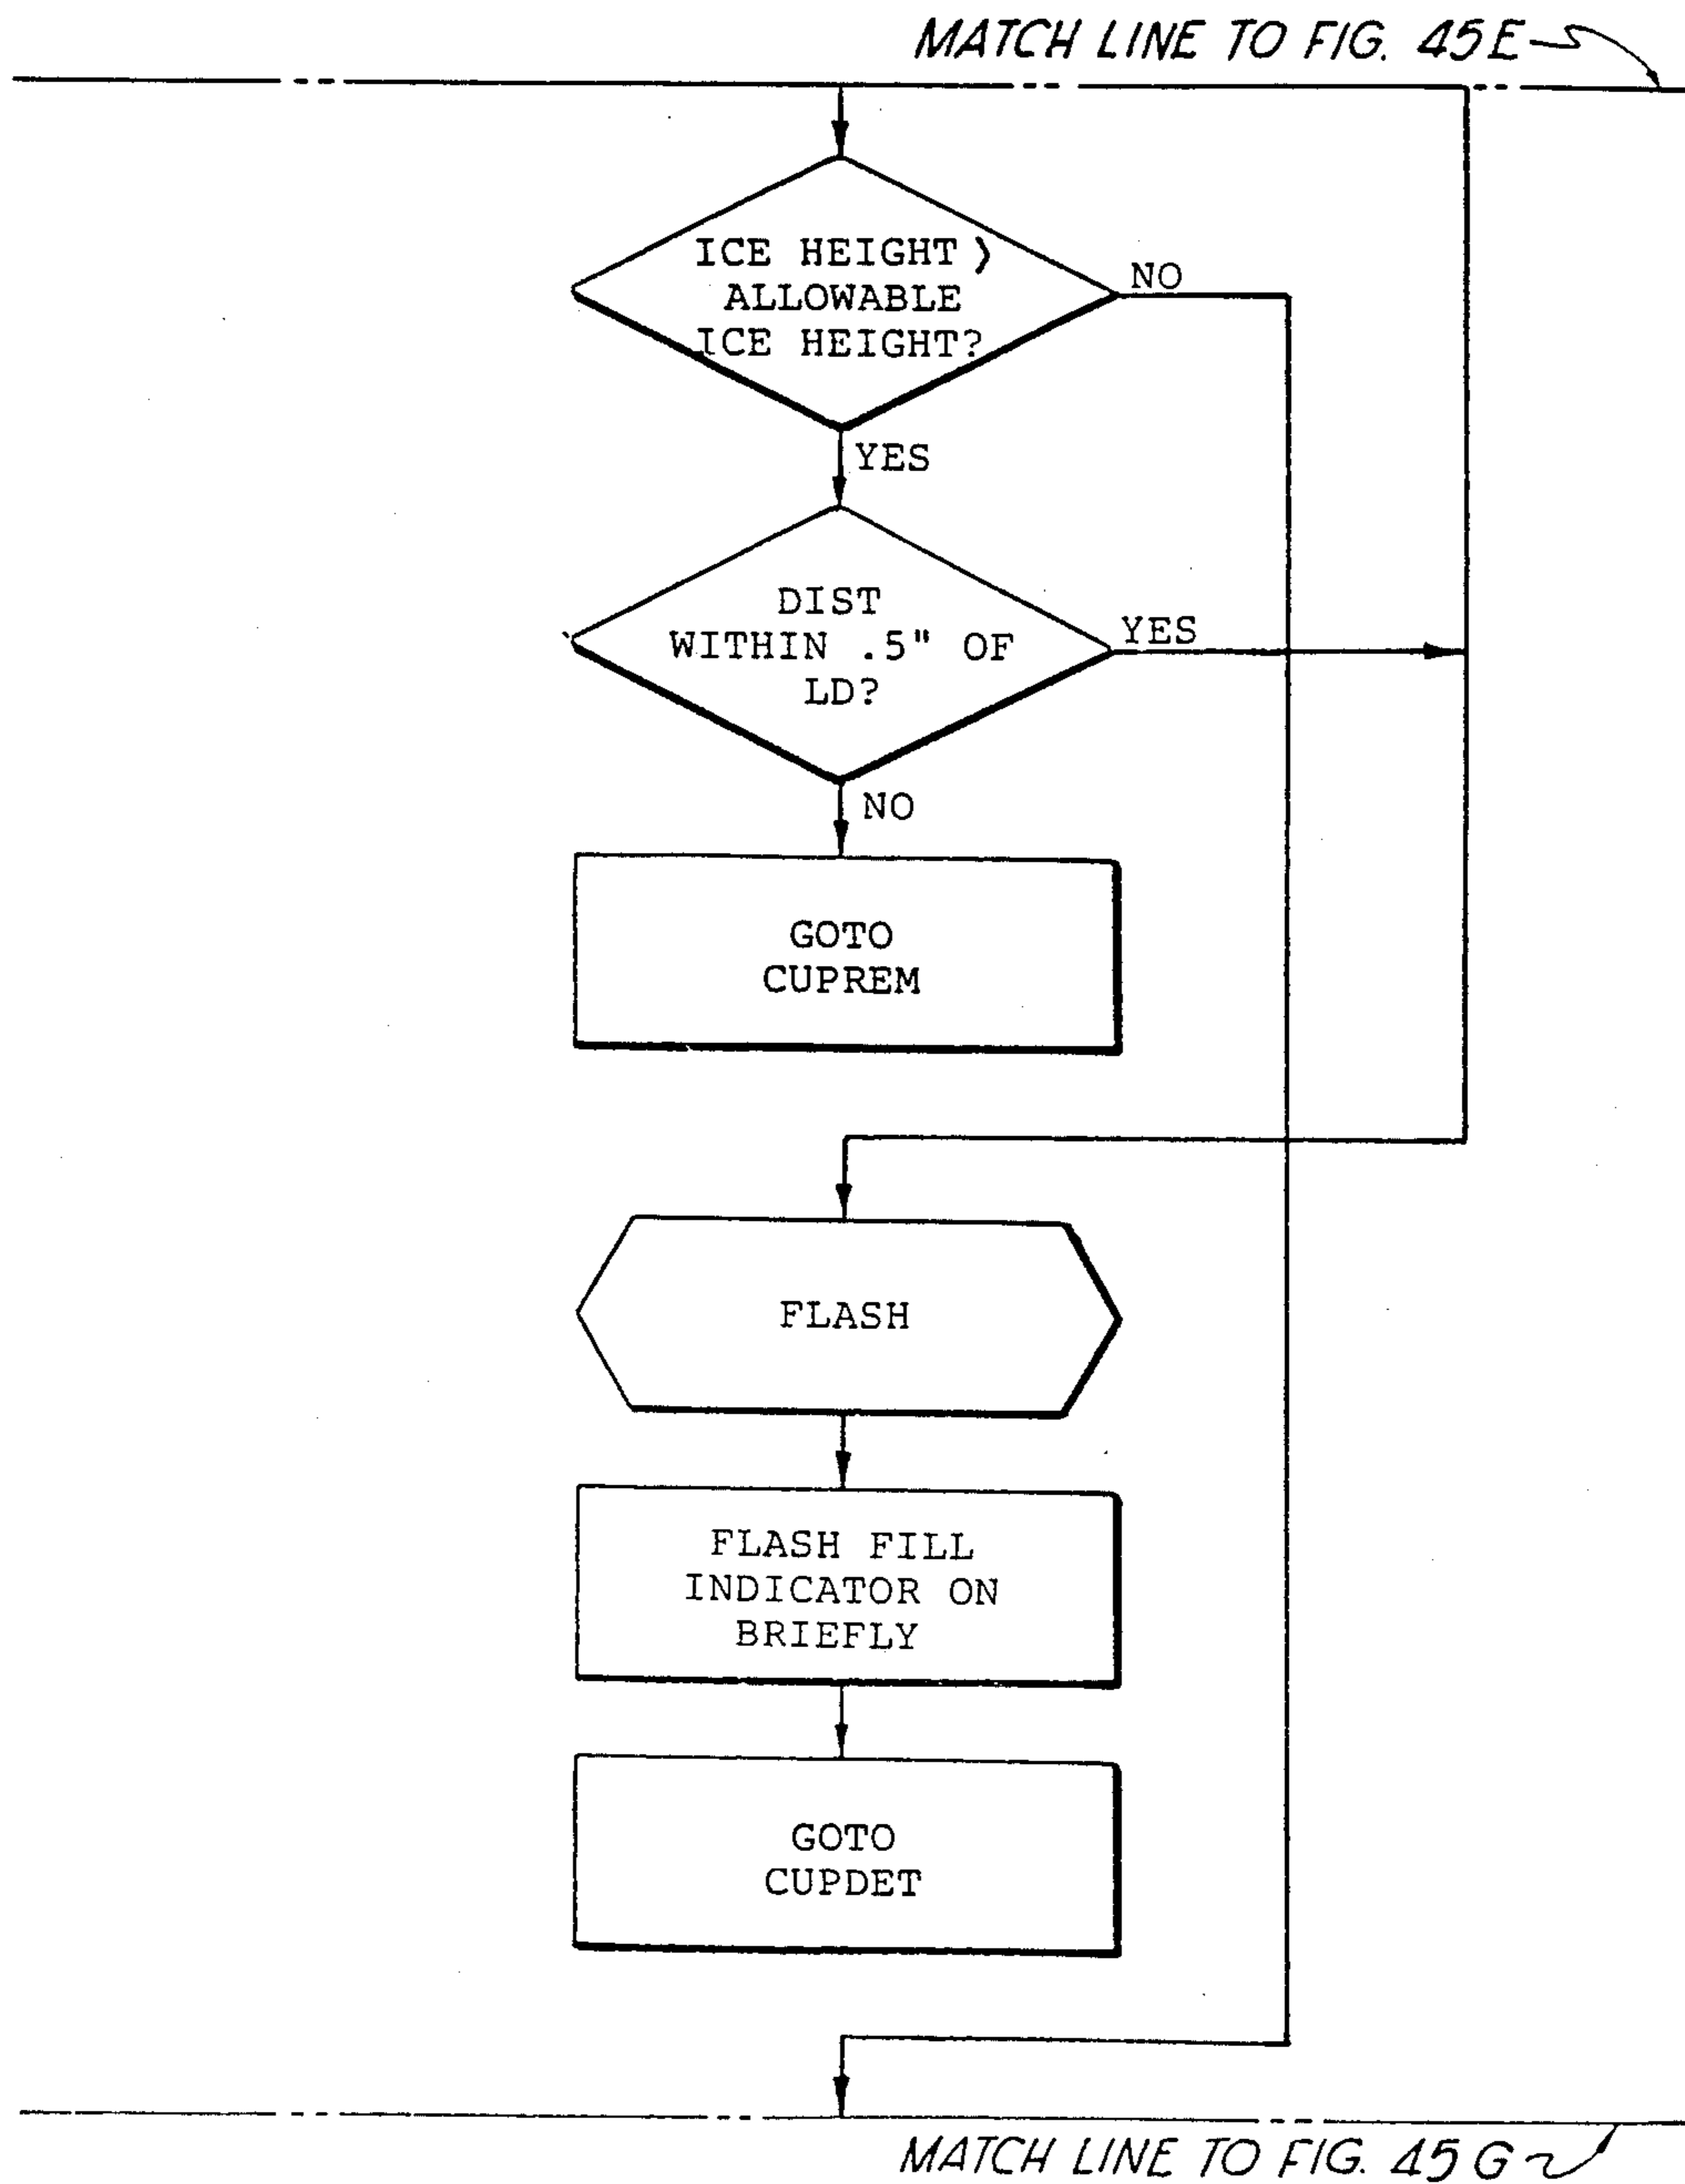 MATCH LINE TO FIG. 45E
ICE HEIGHT >
ALLOWABLE
ICE HEIGHT?
NO
YES
DIST
WITHIN .5" OF
LD?
YES
NO
GOTO
CUPREM
FLASH
FLASH FILL
INDICATOR ON
BRIEFLY
GOTO
CUPDET
MATCH LINE TO FIG. 45G